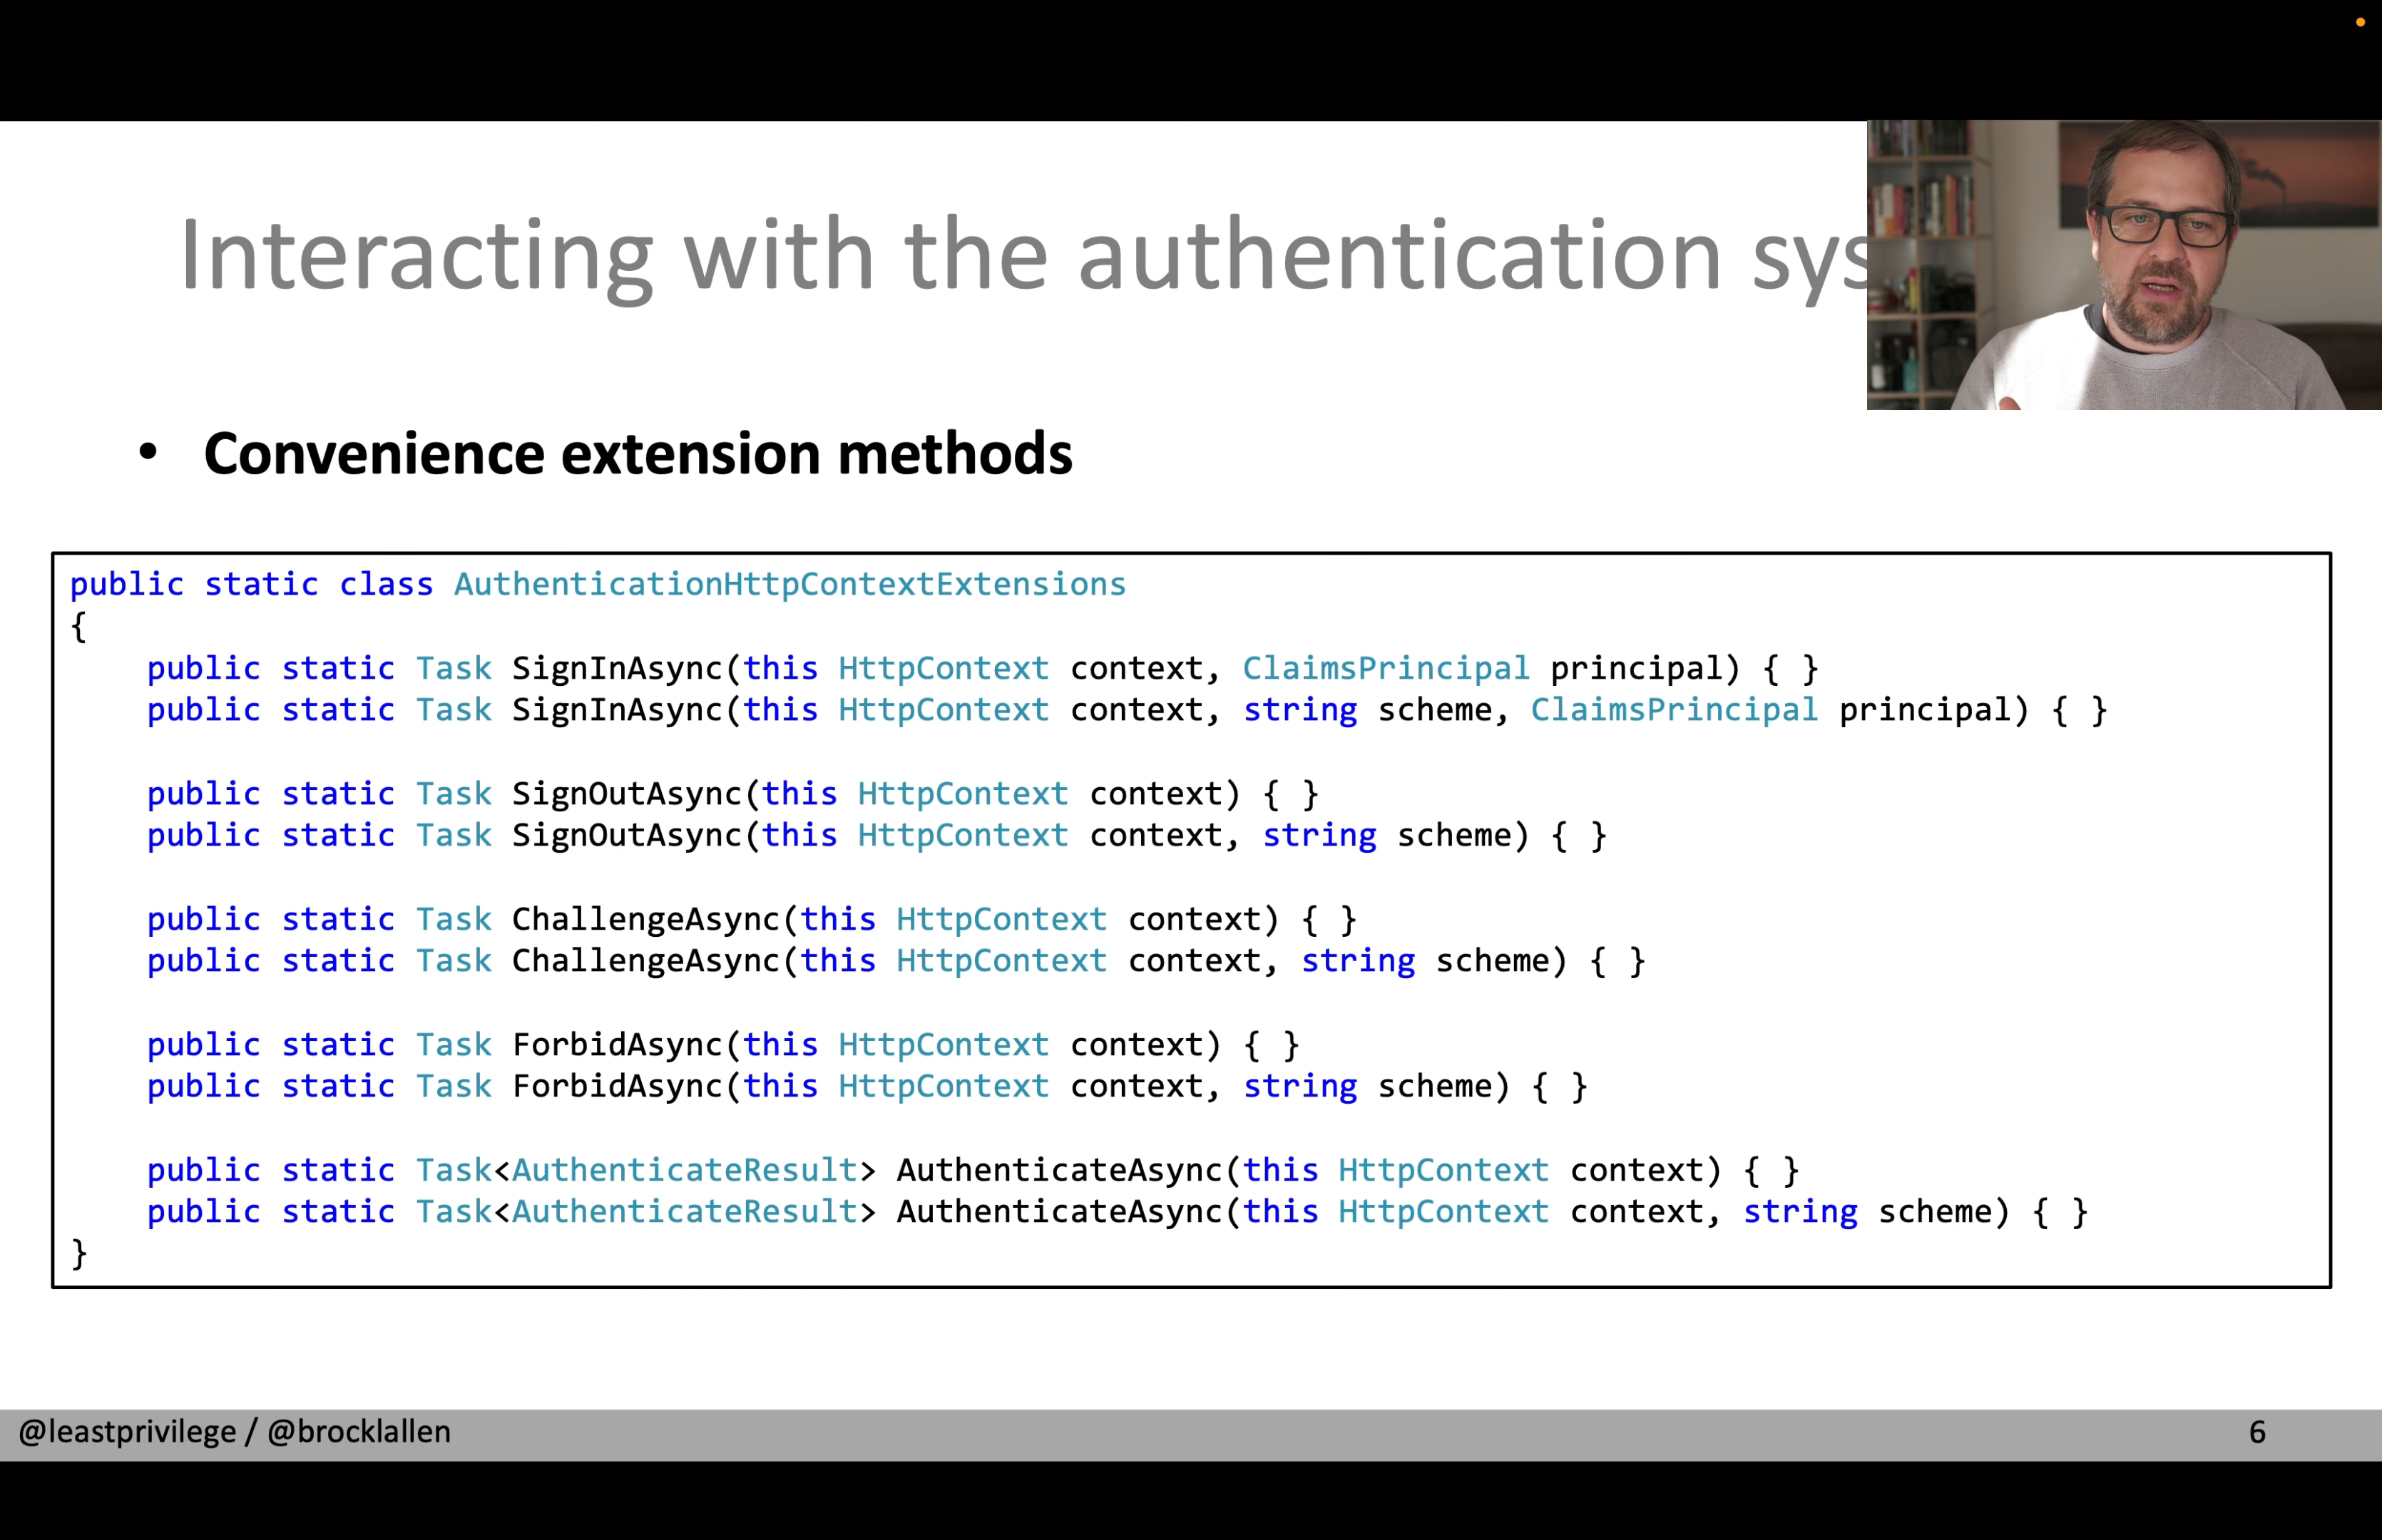 Interacting with the authentication sys
• Convenience extension methods
public static class AuthenticationHttpContextExtensions
{
    public static Task SignInAsync(this HttpContext context, ClaimsPrincipal principal) { }
    public static Task SignInAsync(this HttpContext context, string scheme, ClaimsPrincipal principal) { }
    public static Task SignOutAsync(this HttpContext context) { }
    public static Task SignOutAsync(this HttpContext context, string scheme) { }
    public static Task ChallengeAsync(this HttpContext context) { }
    public static Task ChallengeAsync(this HttpContext context, string scheme) { }
    public static Task ForbidAsync(this HttpContext context) { }
    public static Task ForbidAsync(this HttpContext context, string scheme) { }
    public static Task<AuthenticateResult> AuthenticateAsync(this HttpContext context) { }
    public static Task<AuthenticateResult> AuthenticateAsync(this HttpContext context, string scheme) { }
}
@leastprivilege / @brocklallen
6